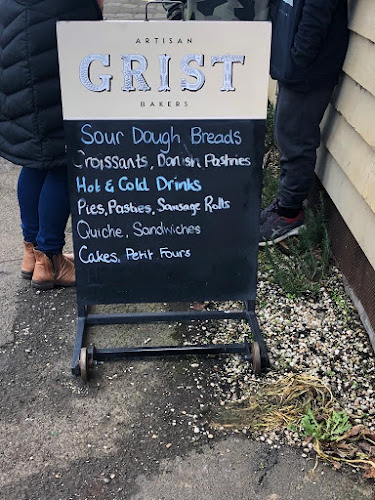 ARTISAN
GRIST
BAKERS
Sour Dough Breads
Croissants, Danish Pastries
Hot & Cold Drinks
Pies, Pasties, Sausage Rolls
Quiche, Sandwiches
Cakes, Petit Fours